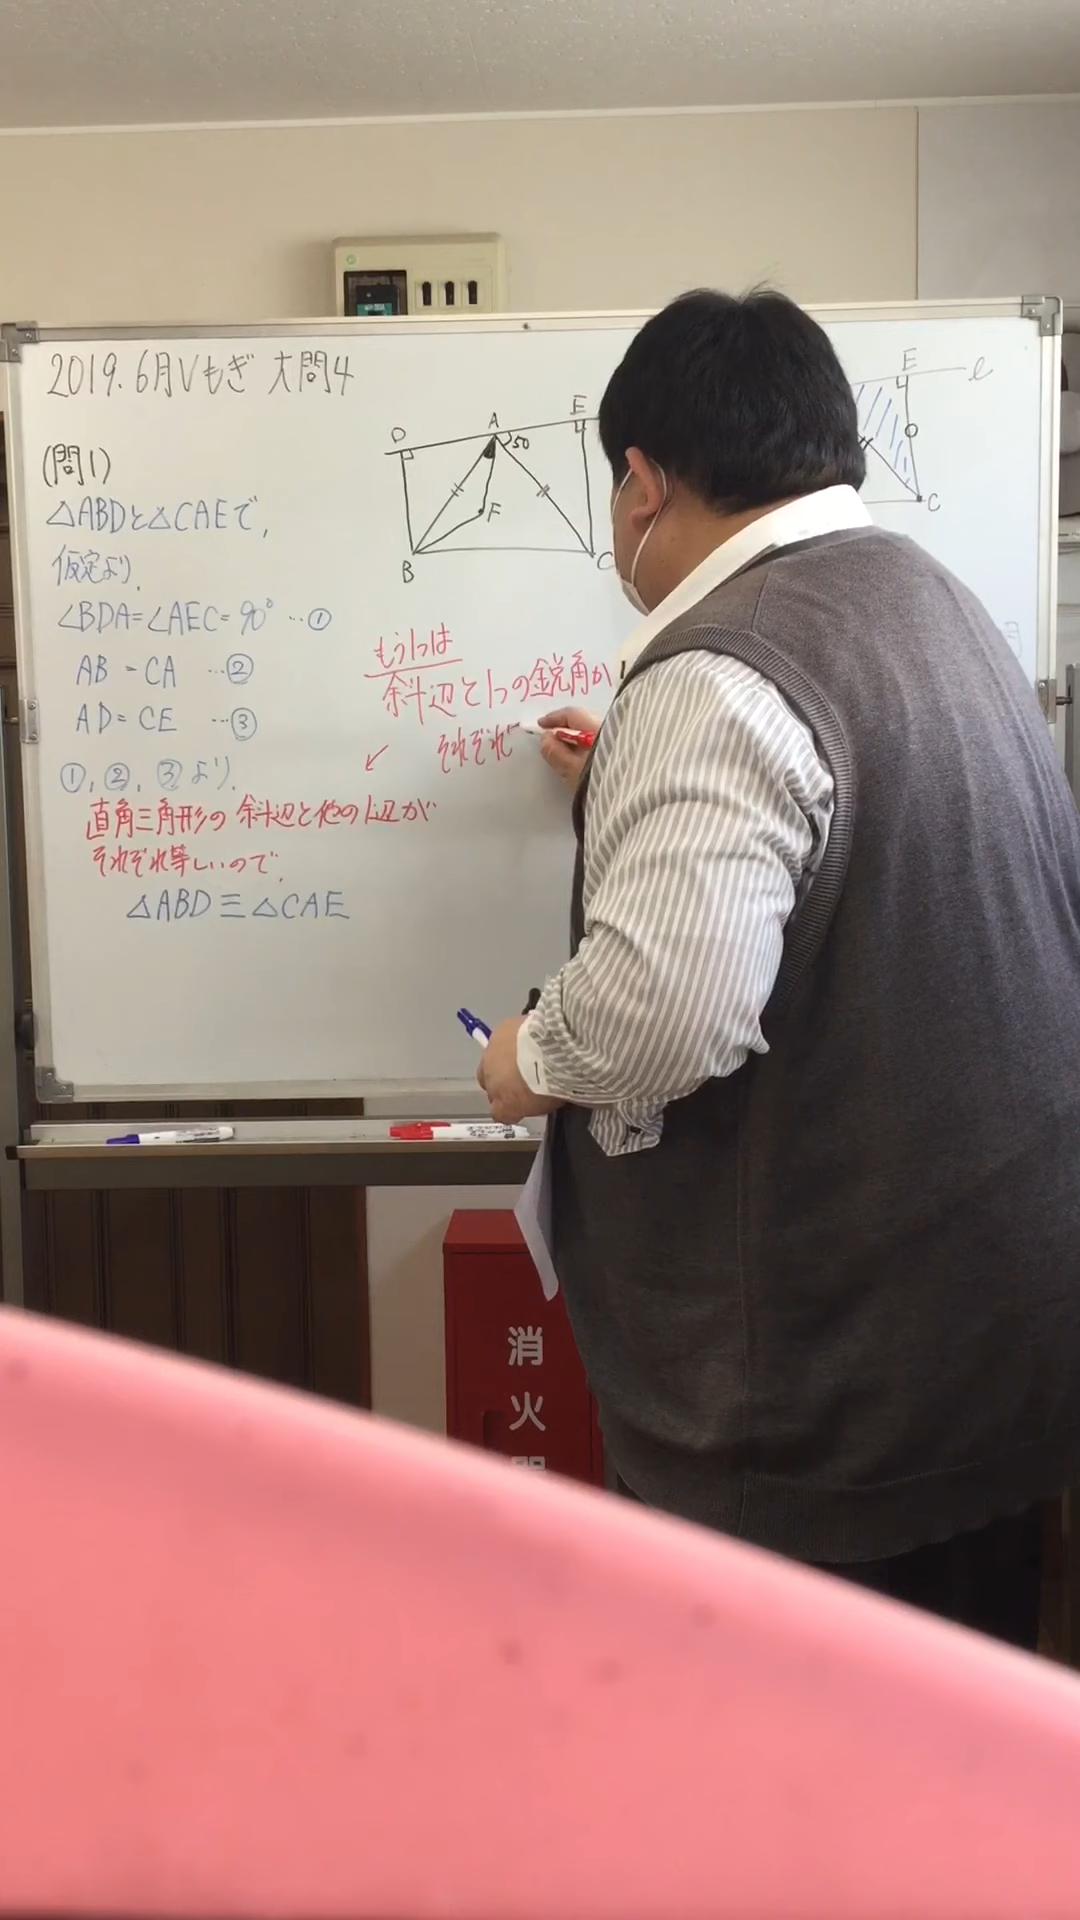 2019.6月Vもぎ 大問4
(問1)
△ABDと△CAEで,
仮定より,
∠BDA=∠AEC=90° …①
AB=CA …②
AD=CE …③
①,②,③より,
直角三角形の斜辺と他の1辺が
それぞれ等しいので,
△ABD≡△CAE
D
A
E
50
F
B
C
もう1つは
斜辺と1つの鋭角が
それぞれ
E
l
C
消火